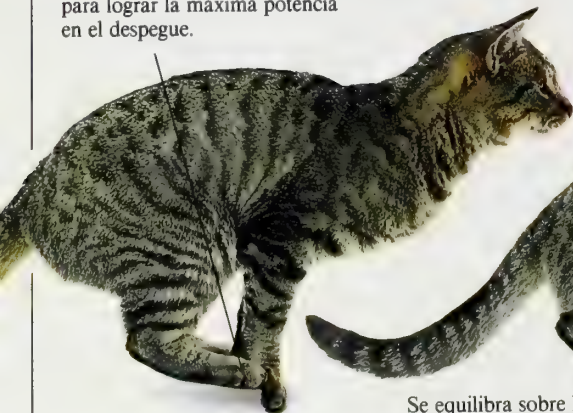 para lograr la máxima potencia
en el despegue.
Se equilibra sobre